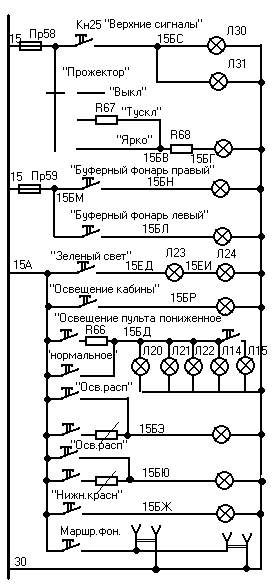 Кн25 "Верхние сигналы" Л30
15 Пр58 15БС
Л31
"Прожектор"
"Выкл"
R67 "Тускл"
"Ярко" R68
15БВ 15БГ
"Буферный фонарь правый"
15 Пр59 15БН
15БМ
"Буферный фонарь левый"
15БЛ
"Зеленый свет" Л23 Л24
15А 15ЕД 15ЕИ
"Освещение кабины"
15БР
"Освещение пульта пониженное"
R66 15БД
"нормальное" Л20 Л21 Л22 Л14 Л15
"Осв.расп"
15БЭ
"Осв.расп"
15БЮ
"Нижн.красн"
15БЖ
Маршр.фон.
30